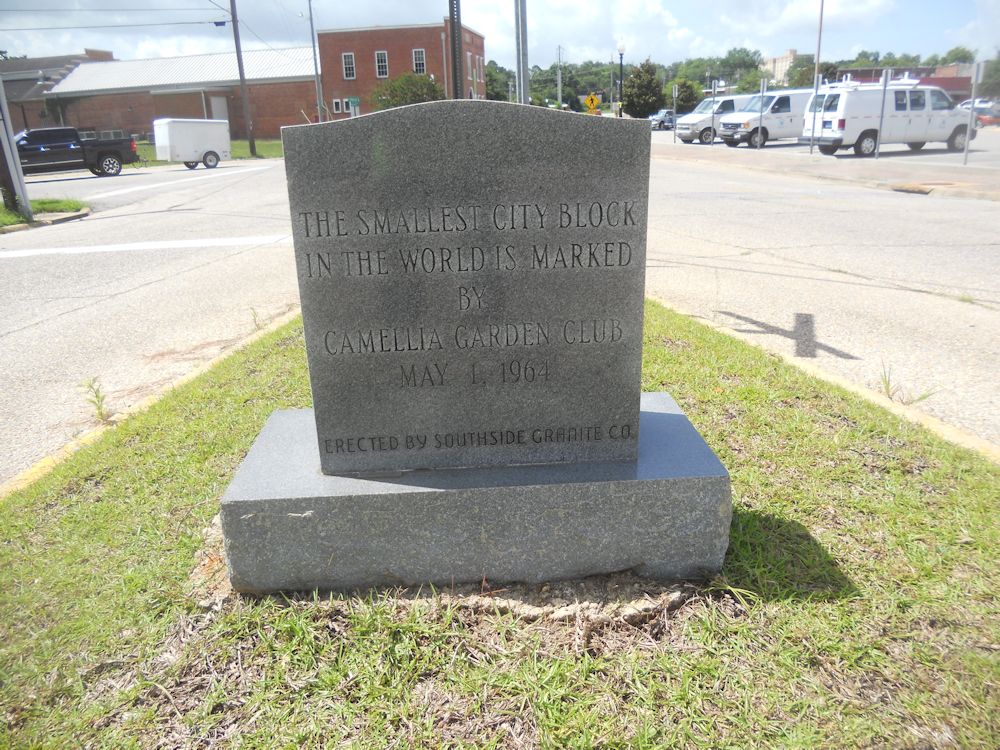 THE SMALLEST CITY BLOCK
IN THE WORLD IS MARKED
BY
CAMELLIA GARDEN CLUB
MAY 1, 1964
ERECTED BY SOUTHSIDE GRANITE CO.